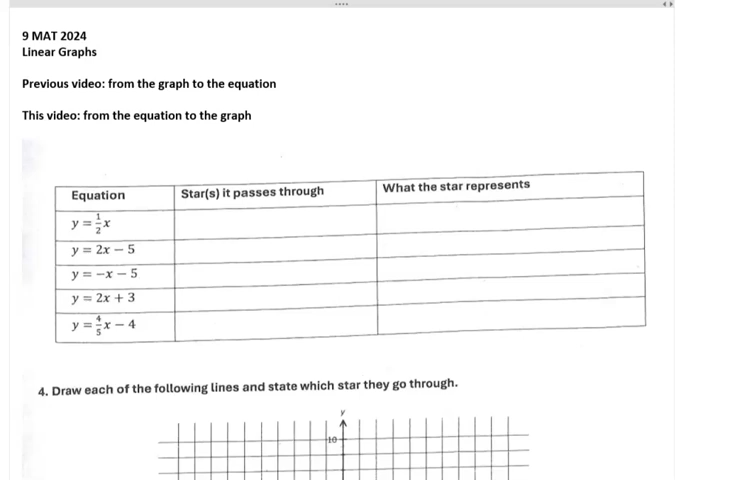 9 MAT 2024
Linear Graphs
Previous video: from the graph to the equation
This video: from the equation to the graph
Equation Star(s) it passes through What the star represents
y = 1/2 x
y = 2x − 5
y = −x − 5
y = 2x + 3
y = 4/5 x − 4
4. Draw each of the following lines and state which star they go through.
y
10